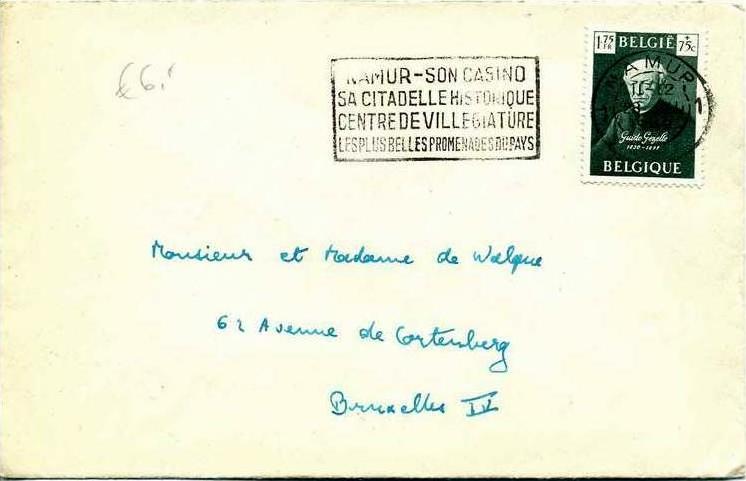 £6.
NAMUR-SON CASINO
SA CITADELLE HISTORIQUE
CENTRE DE VILLEGIATURE
LES PLUS BELLES PROMENADES DU PAYS
1.75 FR BELGIË + 75c
NAMUR 1
Guido Gezelle
1830-1899
BELGIQUE
Monsieur et Madame de Walque
62 Avenue de Cortenberg
Bruxelles IV